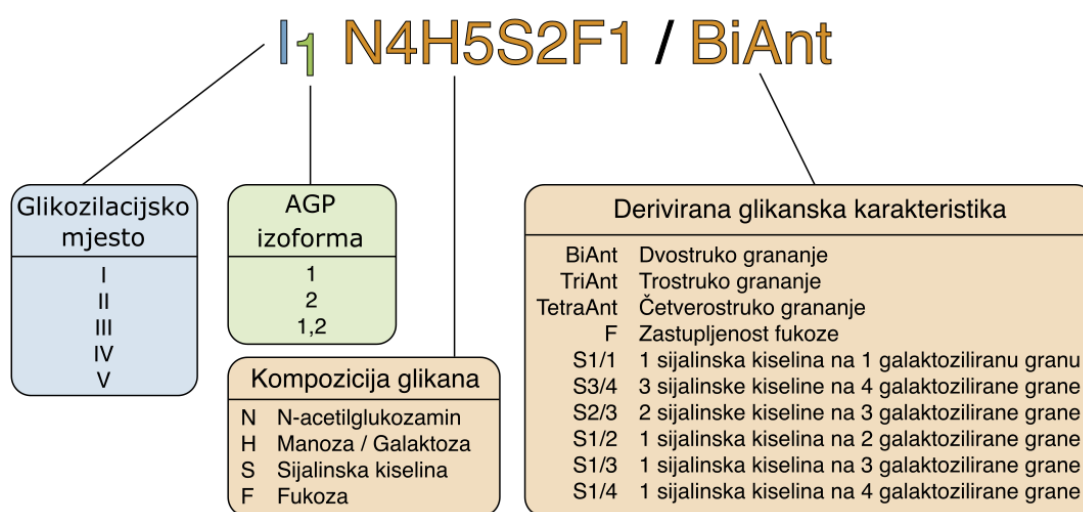 I1 N4H5S2F1 / BiAnt
Glikozilacijsko
mjesto
I
II
III
IV
V
AGP
izoforma
1
2
1,2
Kompozicija glikana
N N-acetilglukozamin
H Manoza / Galaktoza
S Sijalinska kiselina
F Fukoza
Derivirana glikanska karakteristika
BiAnt Dvostruko grananje
TriAnt Trostruko grananje
TetraAnt Četverostruko grananje
F Zastupljenost fukoze
S1/1 1 sijalinska kiselina na 1 galaktoziliranu granu
S3/4 3 sijalinske kiseline na 4 galaktozilirane grane
S2/3 2 sijalinske kiseline na 3 galaktozilirane grane
S1/2 1 sijalinska kiselina na 2 galaktozilirane grane
S1/3 1 sijalinska kiselina na 3 galaktozilirane grane
S1/4 1 sijalinska kiselina na 4 galaktozilirane grane